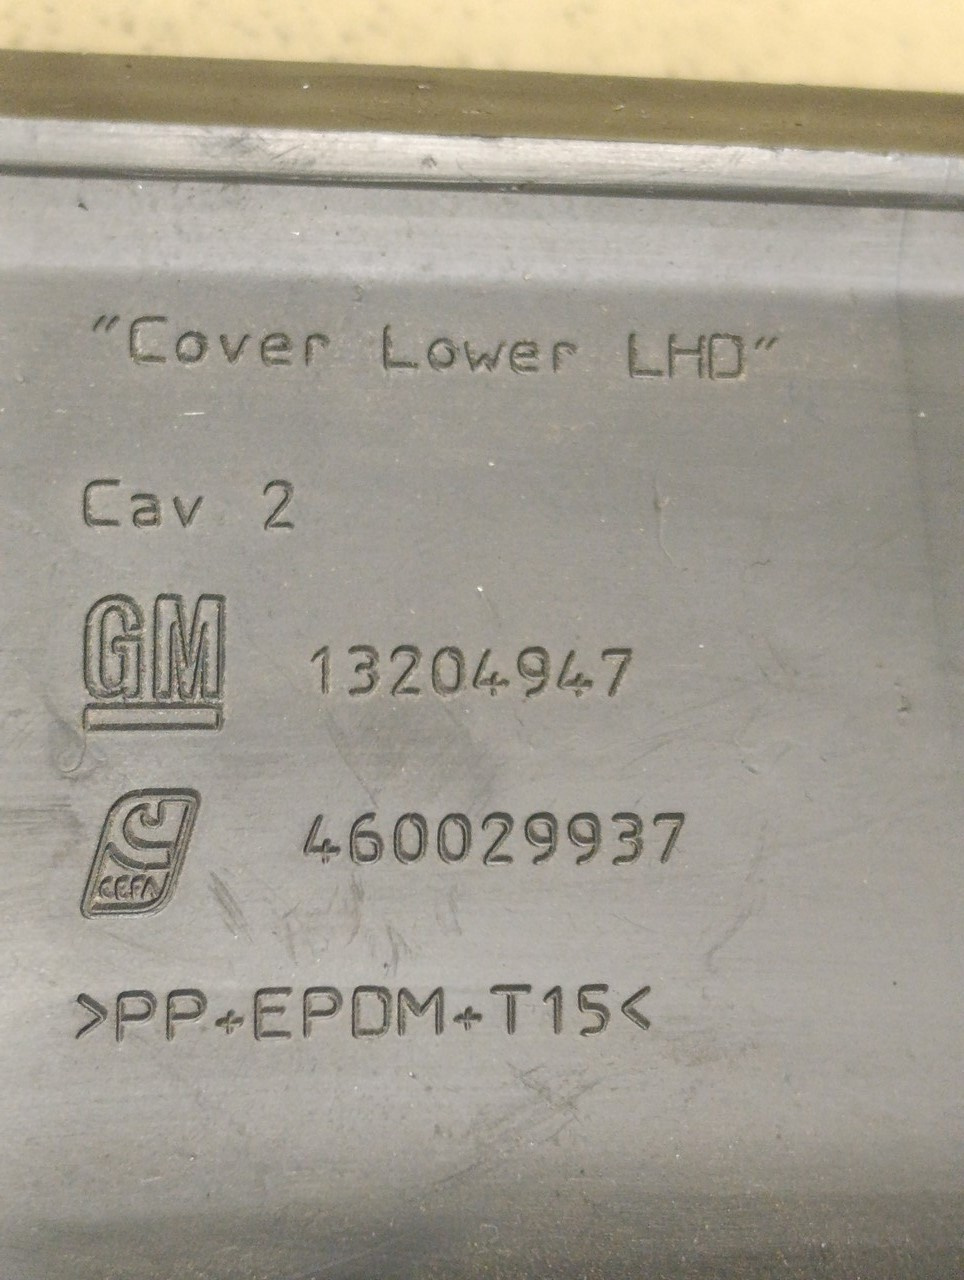 "Cover Lower LHD"
Cav 2
GM 13204947
CEFA 460029937
>PP+EPDM+T15<